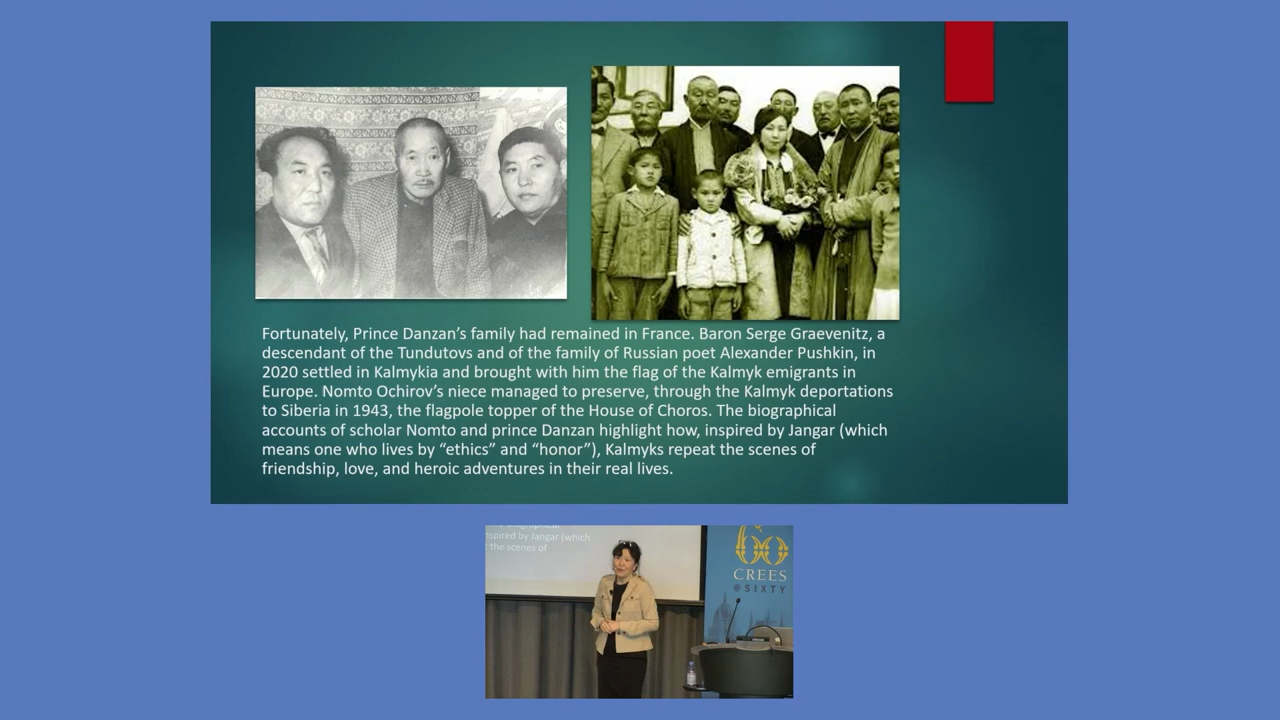 Fortunately, Prince Danzan’s family had remained in France. Baron Serge Graevenitz, a
descendant of the Tundutovs and of the family of Russian poet Alexander Pushkin, in
2020 settled in Kalmykia and brought with him the flag of the Kalmyk emigrants in
Europe. Nomto Ochirov’s niece managed to preserve, through the Kalmyk deportations
to Siberia in 1943, the flagpole topper of the House of Choros. The biographical
accounts of scholar Nomto and prince Danzan highlight how, inspired by Jangar (which
means one who lives by “ethics” and “honor”), Kalmyks repeat the scenes of
friendship, love, and heroic adventures in their real lives.
inspired by Jangar (which
the scenes of
60
CREES
@SIXTY